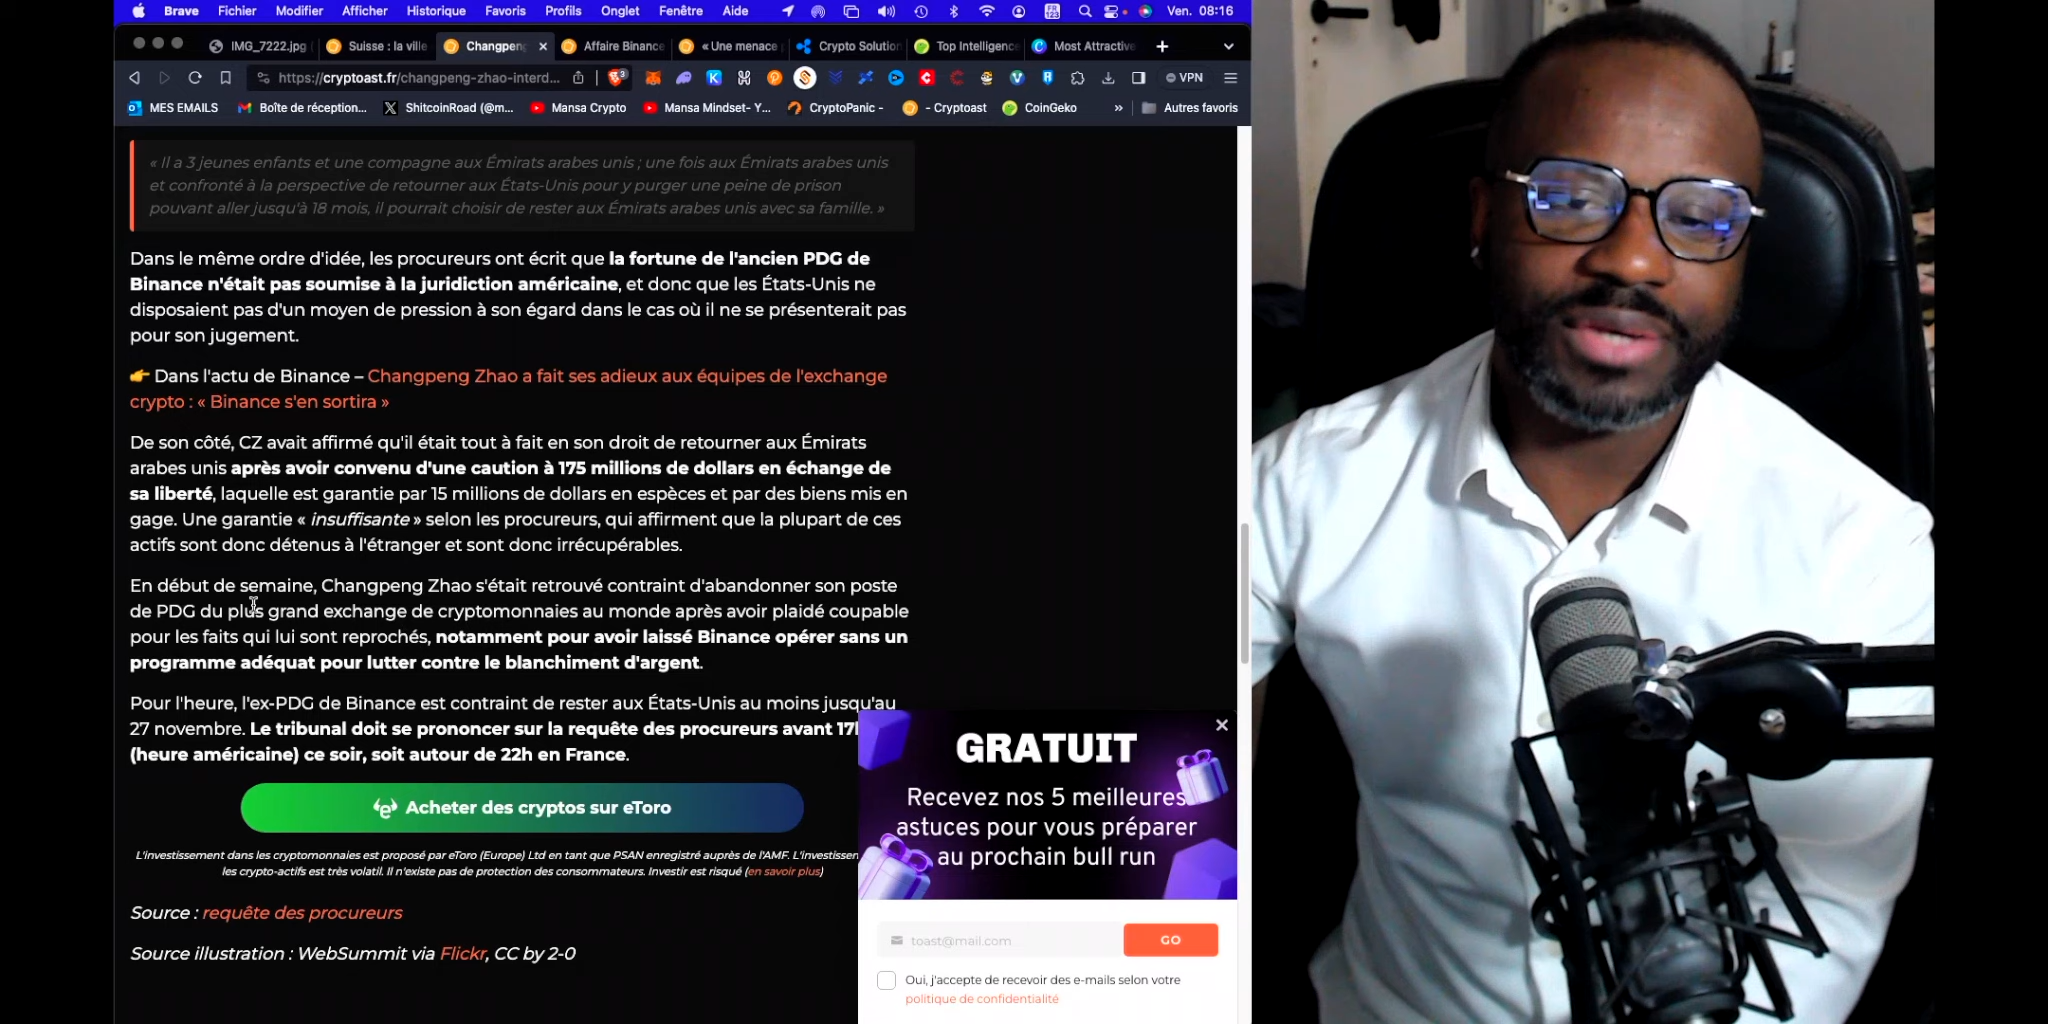 Brave Fichier Modifier Afficher Historique Favoris Profils Onglet Fenêtre Aide Ven. 08:16
IMG_7222.jpg ( Suisse : la ville Changpeng Affaire Binance « Une menace Crypto Solution Top Intelligence Most Attractive
https://cryptoast.fr/changpeng-zhao-interd... VPN
MES EMAILS Boîte de réception... ShitcoinRoad (@m... Mansa Crypto Mansa Mindset- Y... CryptoPanic - - Cryptoast CoinGeko » Autres favoris
« Il a 3 jeunes enfants et une compagne aux Émirats arabes unis ; une fois aux Émirats arabes unis
et confronté à la perspective de retourner aux États-Unis pour y purger une peine de prison
pouvant aller jusqu'à 18 mois, il pourrait choisir de rester aux Émirats arabes unis avec sa famille. »
Dans le même ordre d'idée, les procureurs ont écrit que la fortune de l'ancien PDG de
Binance n'était pas soumise à la juridiction américaine, et donc que les États-Unis ne
disposaient pas d'un moyen de pression à son égard dans le cas où il ne se présenterait pas
pour son jugement.
👉 Dans l'actu de Binance – Changpeng Zhao a fait ses adieux aux équipes de l'exchange
crypto : « Binance s'en sortira »
De son côté, CZ avait affirmé qu'il était tout à fait en son droit de retourner aux Émirats
arabes unis après avoir convenu d'une caution à 175 millions de dollars en échange de
sa liberté, laquelle est garantie par 15 millions de dollars en espèces et par des biens mis en
gage. Une garantie « insuffisante » selon les procureurs, qui affirment que la plupart de ces
actifs sont donc détenus à l'étranger et sont donc irrécupérables.
En début de semaine, Changpeng Zhao s'était retrouvé contraint d'abandonner son poste
de PDG du plus grand exchange de cryptomonnaies au monde après avoir plaidé coupable
pour les faits qui lui sont reprochés, notamment pour avoir laissé Binance opérer sans un
programme adéquat pour lutter contre le blanchiment d'argent.
Pour l'heure, l'ex-PDG de Binance est contraint de rester aux États-Unis au moins jusqu'au
27 novembre. Le tribunal doit se prononcer sur la requête des procureurs avant 17h
(heure américaine) ce soir, soit autour de 22h en France.
Acheter des cryptos sur eToro
L'investissement dans les cryptomonnaies est proposé par eToro (Europe) Ltd en tant que PSAN enregistré auprès de l'AMF. L'investissem
les crypto-actifs est très volatil. Il n'existe pas de protection des consommateurs. Investir est risqué (en savoir plus)
Source : requête des procureurs
Source illustration : WebSummit via Flickr, CC by 2-0
GRATUIT
Recevez nos 5 meilleures
astuces pour vous préparer
au prochain bull run
toast@mail.com GO
Oui, j'accepte de recevoir des e-mails selon votre
politique de confidentialité